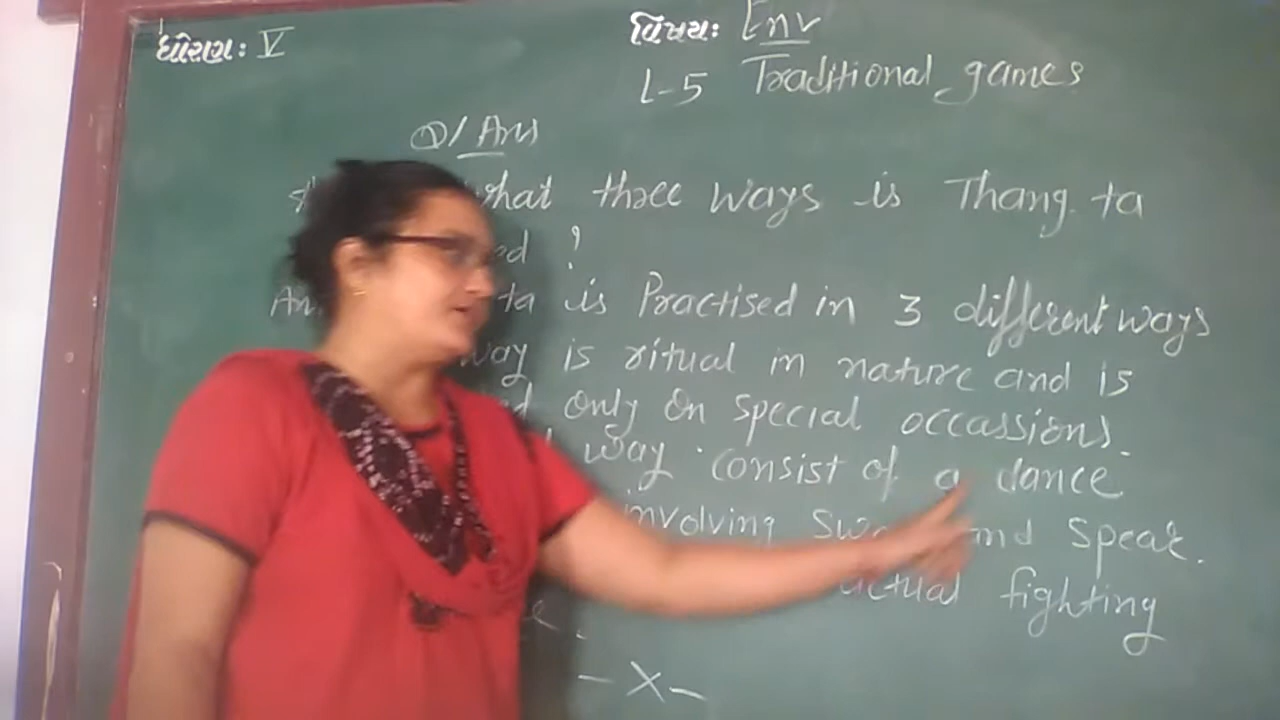 ધોરણ: V
વિષય: Env
L-5 Traditional games
Q/Ans
what three ways is Thang. ta
?
ta is Practised in 3 different ways
way is ritual in nature and is
only on special occassions.
way consist of a dance
involving and spear.
actual fighting
-X-